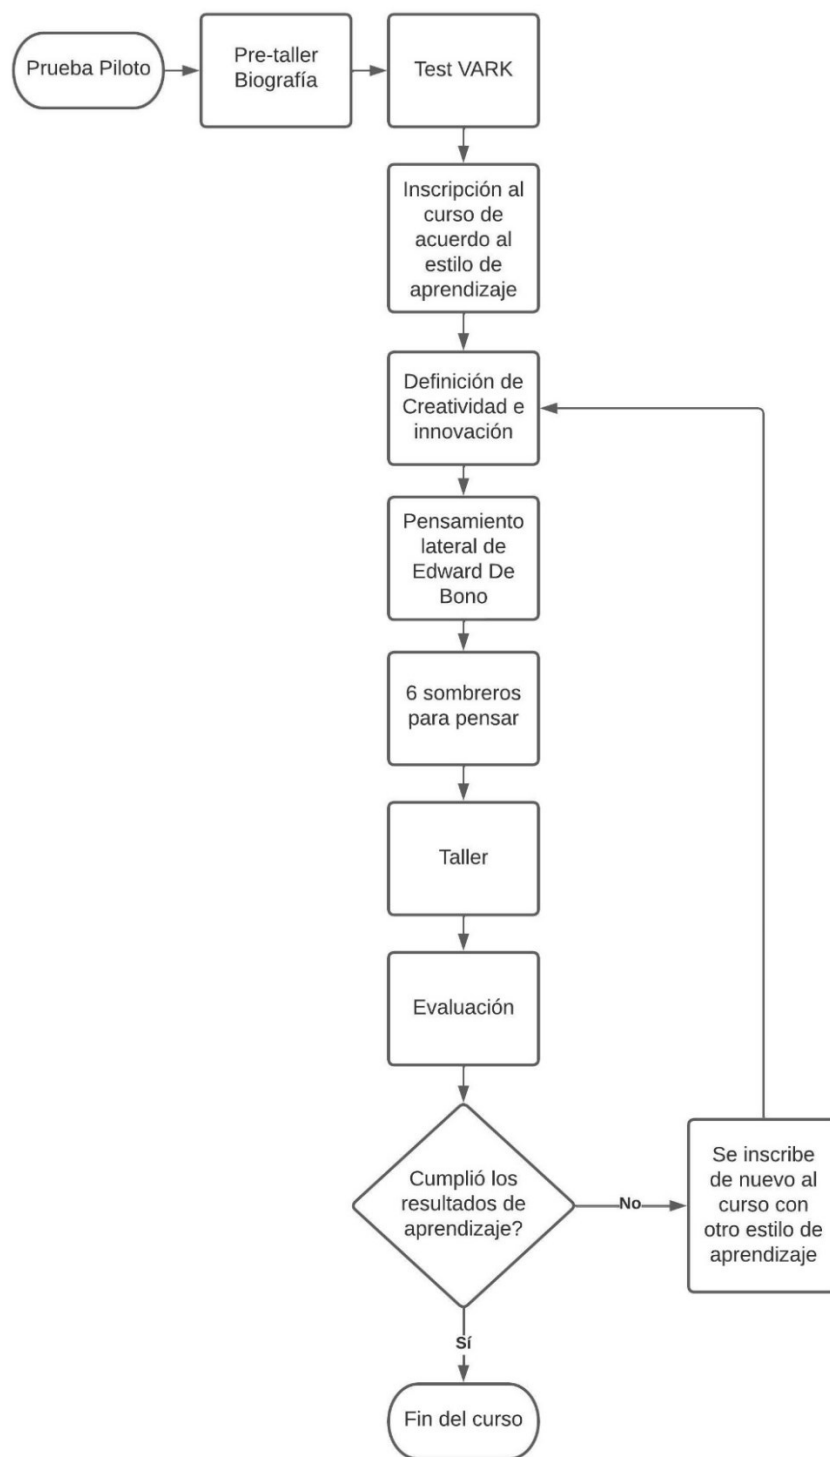 Prueba Piloto
Pre-taller
Biografía
Test VARK
Inscripción al
curso de
acuerdo al
estilo de
aprendizaje
Definición de
Creatividad e
innovación
Pensamiento
lateral de
Edward De
Bono
6 sombreros
para pensar
Taller
Evaluación
Cumplió los
resultados de
aprendizaje?
No
Se inscribe
de nuevo al
curso con
otro estilo de
aprendizaje
Sí
Fin del curso